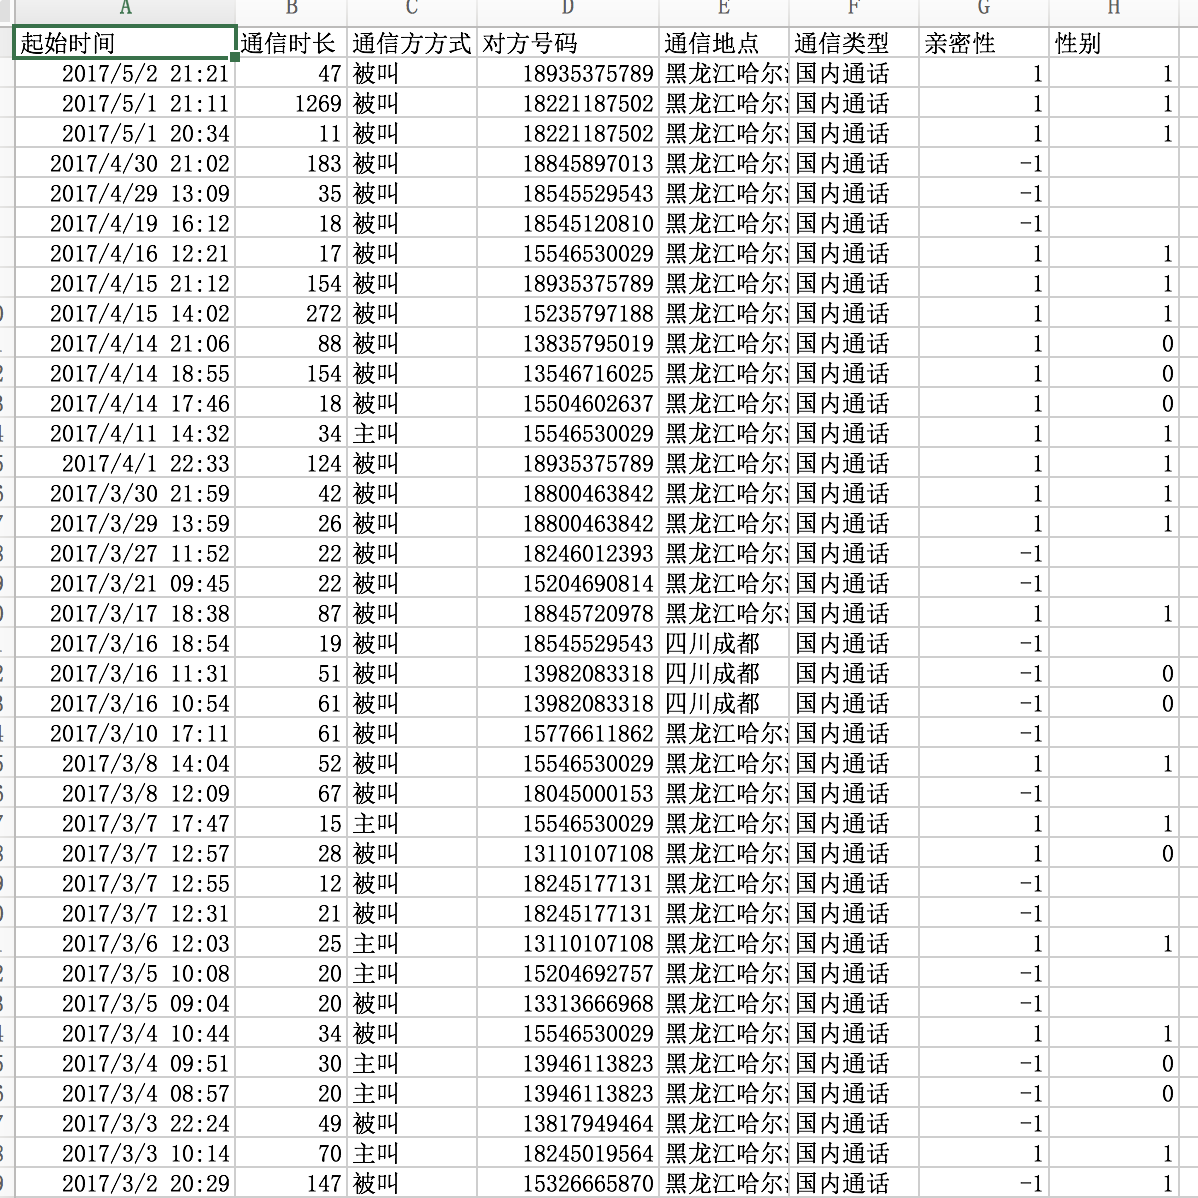 A B C D E F G H
起始时间 通信时长 通信方方式 对方号码 通信地点 通信类型 亲密性 性别
2017/5/2 21:21 47 被叫 18935375789 黑龙江哈尔 国内通话 1 1
2017/5/1 21:11 1269 被叫 18221187502 黑龙江哈尔 国内通话 1 1
2017/5/1 20:34 11 被叫 18221187502 黑龙江哈尔 国内通话 1 1
2017/4/30 21:02 183 被叫 18845897013 黑龙江哈尔 国内通话 -1
2017/4/29 13:09 35 被叫 18545529543 黑龙江哈尔 国内通话 -1
2017/4/19 16:12 18 被叫 18545120810 黑龙江哈尔 国内通话 -1
2017/4/16 12:21 17 被叫 15546530029 黑龙江哈尔 国内通话 1 1
2017/4/15 21:12 154 被叫 18935375789 黑龙江哈尔 国内通话 1 1
2017/4/15 14:02 272 被叫 15235797188 黑龙江哈尔 国内通话 1 1
2017/4/14 21:06 88 被叫 13835795019 黑龙江哈尔 国内通话 1 0
2017/4/14 18:55 154 被叫 13546716025 黑龙江哈尔 国内通话 1 0
2017/4/14 17:46 18 被叫 15504602637 黑龙江哈尔 国内通话 1 0
2017/4/11 14:32 34 主叫 15546530029 黑龙江哈尔 国内通话 1 1
2017/4/1 22:33 124 被叫 18935375789 黑龙江哈尔 国内通话 1 1
2017/3/30 21:59 42 被叫 18800463842 黑龙江哈尔 国内通话 1 1
2017/3/29 13:59 26 被叫 18800463842 黑龙江哈尔 国内通话 1 1
2017/3/27 11:52 22 被叫 18246012393 黑龙江哈尔 国内通话 -1
2017/3/21 09:45 22 被叫 15204690814 黑龙江哈尔 国内通话 -1
2017/3/17 18:38 87 被叫 18845720978 黑龙江哈尔 国内通话 1 1
2017/3/16 18:54 19 被叫 18545529543 四川成都 国内通话 -1
2017/3/16 11:31 51 被叫 13982083318 四川成都 国内通话 -1 0
2017/3/16 10:54 61 被叫 13982083318 四川成都 国内通话 -1 0
2017/3/10 17:11 61 被叫 15776611862 黑龙江哈尔 国内通话 -1
2017/3/8 14:04 52 被叫 15546530029 黑龙江哈尔 国内通话 1 1
2017/3/8 12:09 67 被叫 18045000153 黑龙江哈尔 国内通话 -1
2017/3/7 17:47 15 主叫 15546530029 黑龙江哈尔 国内通话 1 1
2017/3/7 12:57 28 被叫 13110107108 黑龙江哈尔 国内通话 1 0
2017/3/7 12:55 12 被叫 18245177131 黑龙江哈尔 国内通话 -1
2017/3/7 12:31 21 被叫 18245177131 黑龙江哈尔 国内通话 -1
2017/3/6 12:03 25 主叫 13110107108 黑龙江哈尔 国内通话 1 1
2017/3/5 10:08 20 主叫 15204692757 黑龙江哈尔 国内通话 -1
2017/3/5 09:04 20 被叫 13313666968 黑龙江哈尔 国内通话 -1
2017/3/4 10:44 34 被叫 15546530029 黑龙江哈尔 国内通话 1 1
2017/3/4 09:51 30 主叫 13946113823 黑龙江哈尔 国内通话 -1 0
2017/3/4 08:57 20 主叫 13946113823 黑龙江哈尔 国内通话 -1 0
2017/3/3 22:24 49 被叫 13817949464 黑龙江哈尔 国内通话 -1
2017/3/3 10:14 70 主叫 18245019564 黑龙江哈尔 国内通话 1 1
2017/3/2 20:29 147 被叫 15326665870 黑龙江哈尔 国内通话 -1 1